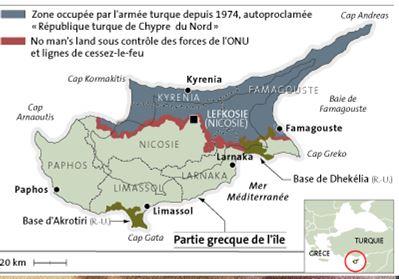 Zone occupée par l'armée turque depuis 1974, autoproclamée
« République turque de Chypre du Nord »
No man's land sous contrôle des forces de l'ONU
et lignes de cessez-le-feu
Cap Andreas
Cap Kormakitis
Kyrenia
KYRENIA
FAMAGOUSTE
Cap
Arnaoutis
LEFKOSIE
(NICOSIE)
Baie de
Famagouste
Famagouste
NICOSIE
Cap Greko
Larnaka
PAPHOS
LARNAKA
Base de Dhekélia (R.-U.)
Paphos
LIMASSOL
Mer
Méditerranée
Limassol
Base d'Akrotiri (R.-U.)
Cap Gata
Partie grecque de l'île
TURQUIE
GRÈCE
20 km